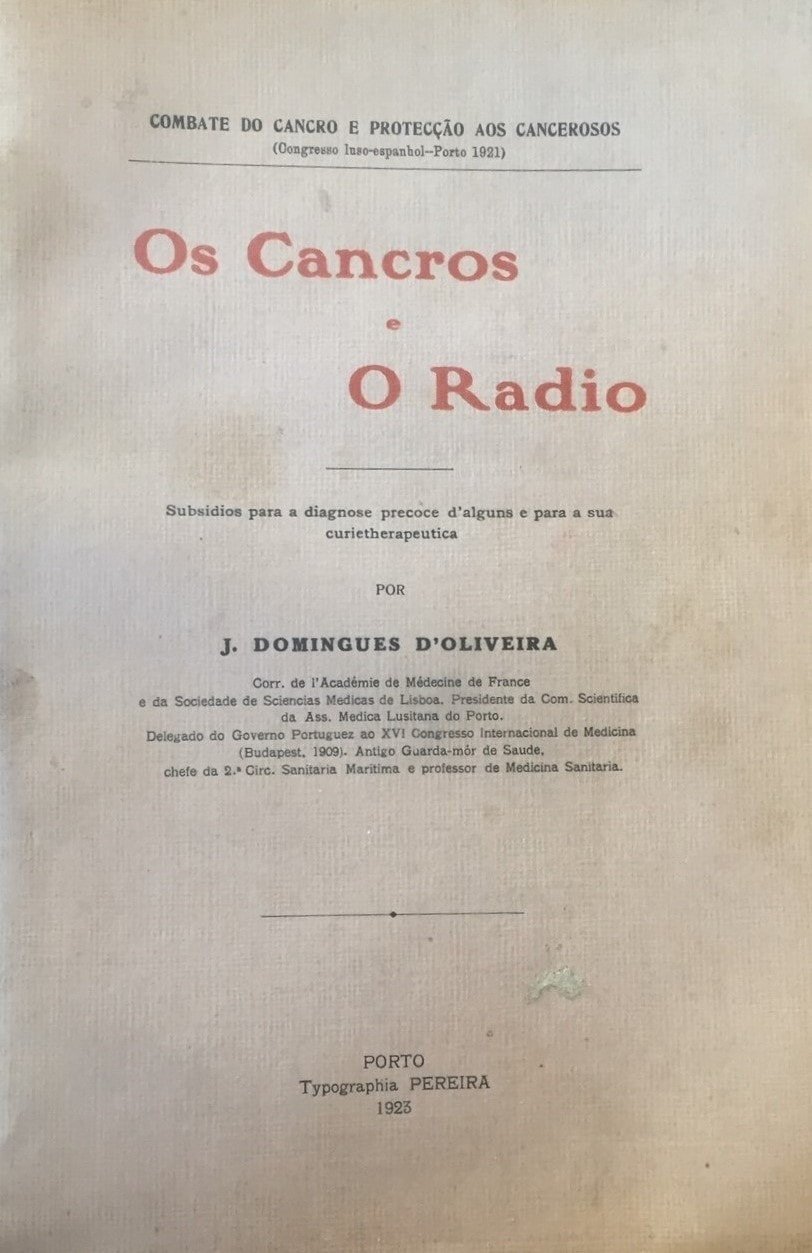 COMBATE DO CANCRO E PROTECÇÃO AOS CANCEROSOS
(Congresso luso-espanhol—Porto 1921)
Os Cancros
e
O Radio
Subsidios para a diagnose precoce d'alguns e para a sua
curietherapeutica
POR
J. DOMINGUES D'OLIVEIRA
Corr. de l'Académie de Médecine de France
e da Sociedade de Sciencias Medicas de Lisboa. Presidente da Com. Scientifica
da Ass. Medica Lusitana do Porto.
Delegado do Governo Portuguez ao XVI Congresso Internacional de Medicina
(Budapest, 1909). Antigo Guarda-mór de Saude,
chefe da 2.ª Circ. Sanitaria Maritima e professor de Medicina Sanitaria.
PORTO
Typographia PEREIRA
1923